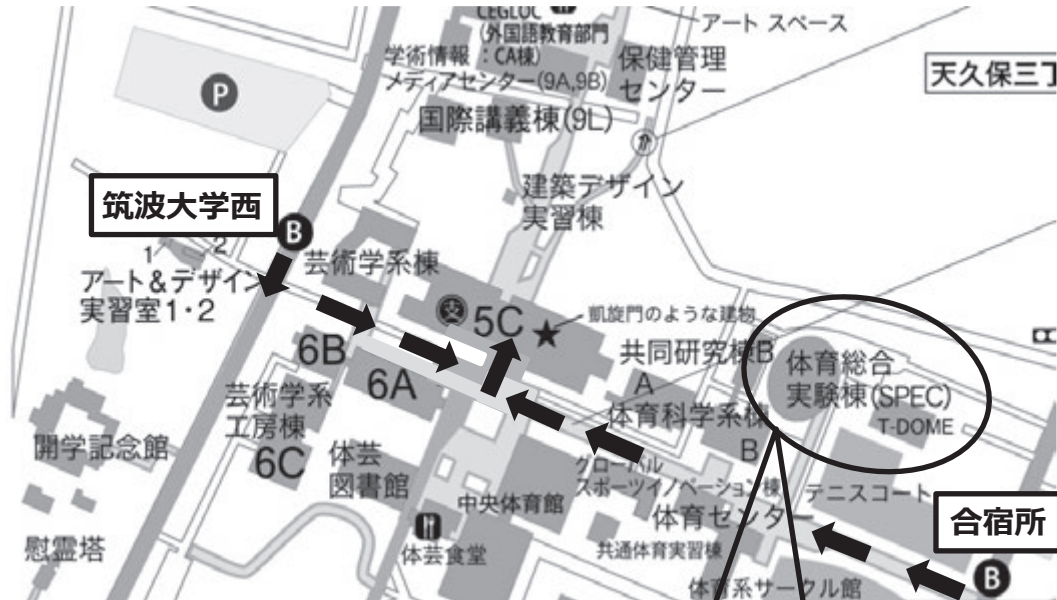 CEGLOC
(外国語教育部門
:CA棟)
アート スペース
学術情報
メディアセンター(9A,9B)
保健管理
センター
天久保三丁
P
国際講義棟(9L)
建築デザイン
実習棟
筑波大学西
B
1 2
アート&デザイン
実習室1・2
芸術学系棟
支
5C ★
凱旋門のような建物
共同研究棟B
A
体育総合
実験棟(SPEC)
T-DOME
6B
6A
体育科学系棟
B
芸術学系
工房棟
6C
開学記念館
体芸
図書館
グローバル
スポーツイノベーション棟
テニスコート
中央体育館
体育センター
合宿所
慰霊塔
体芸食堂
共通体育実習棟
体育系サークル館
B